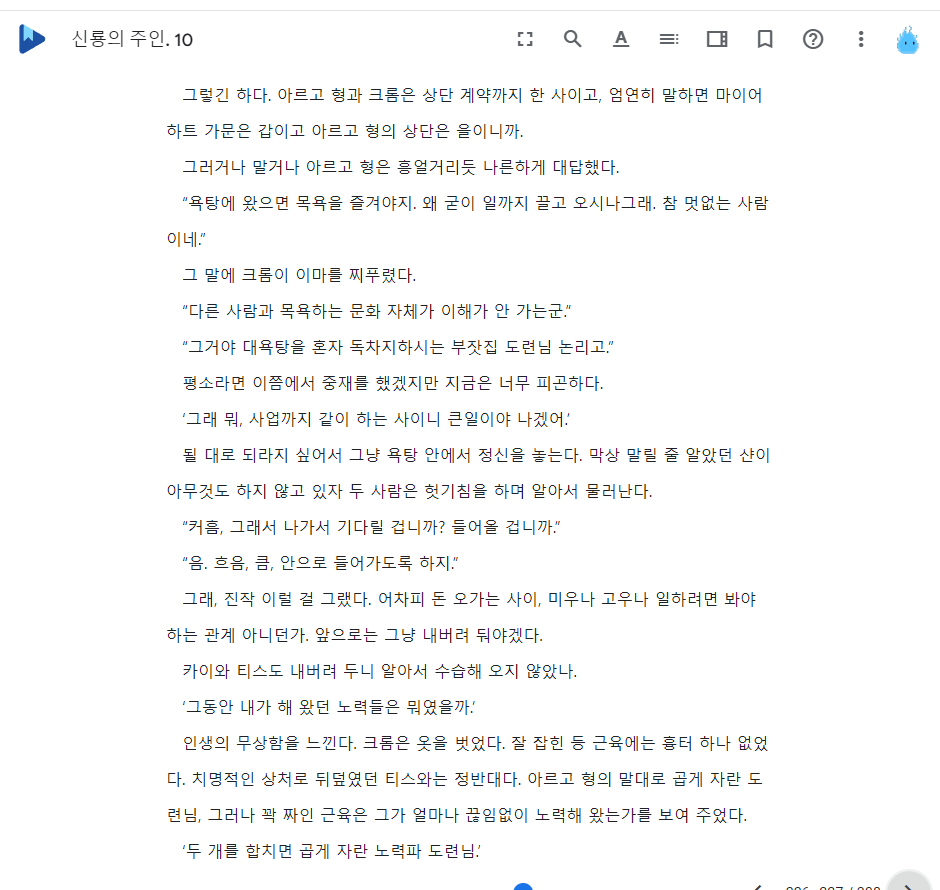 신룡의 주인. 10
그렇긴 하다. 아르고 형과 크롬은 상단 계약까지 한 사이고, 엄연히 말하면 마이어
하트 가문은 갑이고 아르고 형의 상단은 을이니까.
그러거나 말거나 아르고 형은 흥얼거리듯 나른하게 대답했다.
“욕탕에 왔으면 목욕을 즐겨야지. 왜 굳이 일까지 끌고 오시나그래. 참 멋없는 사람
이네.”
그 말에 크롬이 이마를 찌푸렸다.
“다른 사람과 목욕하는 문화 자체가 이해가 안 가는군.”
“그거야 대욕탕을 혼자 독차지하시는 부잣집 도련님 논리고.”
평소라면 이쯤에서 중재를 했겠지만 지금은 너무 피곤하다.
‘그래 뭐, 사업까지 같이 하는 사이니 큰일이야 나겠어.’
될 대로 되라지 싶어서 그냥 욕탕 안에서 정신을 놓는다. 막상 말릴 줄 알았던 샨이
아무것도 하지 않고 있자 두 사람은 헛기침을 하며 알아서 물러난다.
“커흠, 그래서 나가서 기다릴 겁니까? 들어올 겁니까.”
“음. 흐음, 큼, 안으로 들어가도록 하지.”
그래, 진작 이럴 걸 그랬다. 어차피 돈 오가는 사이, 미우나 고우나 일하려면 봐야
하는 관계 아니던가. 앞으로는 그냥 내버려 둬야겠다.
카이와 티스도 내버려 두니 알아서 수습해 오지 않았나.
‘그동안 내가 해 왔던 노력들은 뭐였을까.’
인생의 무상함을 느낀다. 크롬은 옷을 벗었다. 잘 잡힌 등 근육에는 흉터 하나 없었
다. 치명적인 상처로 뒤덮였던 티스와는 정반대다. 아르고 형의 말대로 곱게 자란 도
련님, 그러나 꽉 짜인 근육은 그가 얼마나 끊임없이 노력해 왔는가를 보여 주었다.
‘두 개를 합치면 곱게 자란 노력파 도련님.’